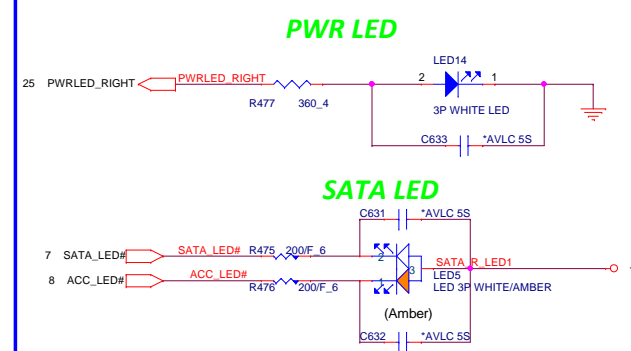 PWR LED
LED14
25 PWRLED_RIGHT PWRLED_RIGHT 2 1
R477 360_4 3P WHITE LED
C633 *AVLC 5S
SATA LED
C631 *AVLC 5S
7 SATA_LED# SATA_LED# R475 200/F_6 2
3 SATA_R_LED1
8 ACC_LED# ACC_LED# R476 200/F_6 1
LED5
LED 3P WHITE/AMBER
(Amber)
C632 *AVLC 5S